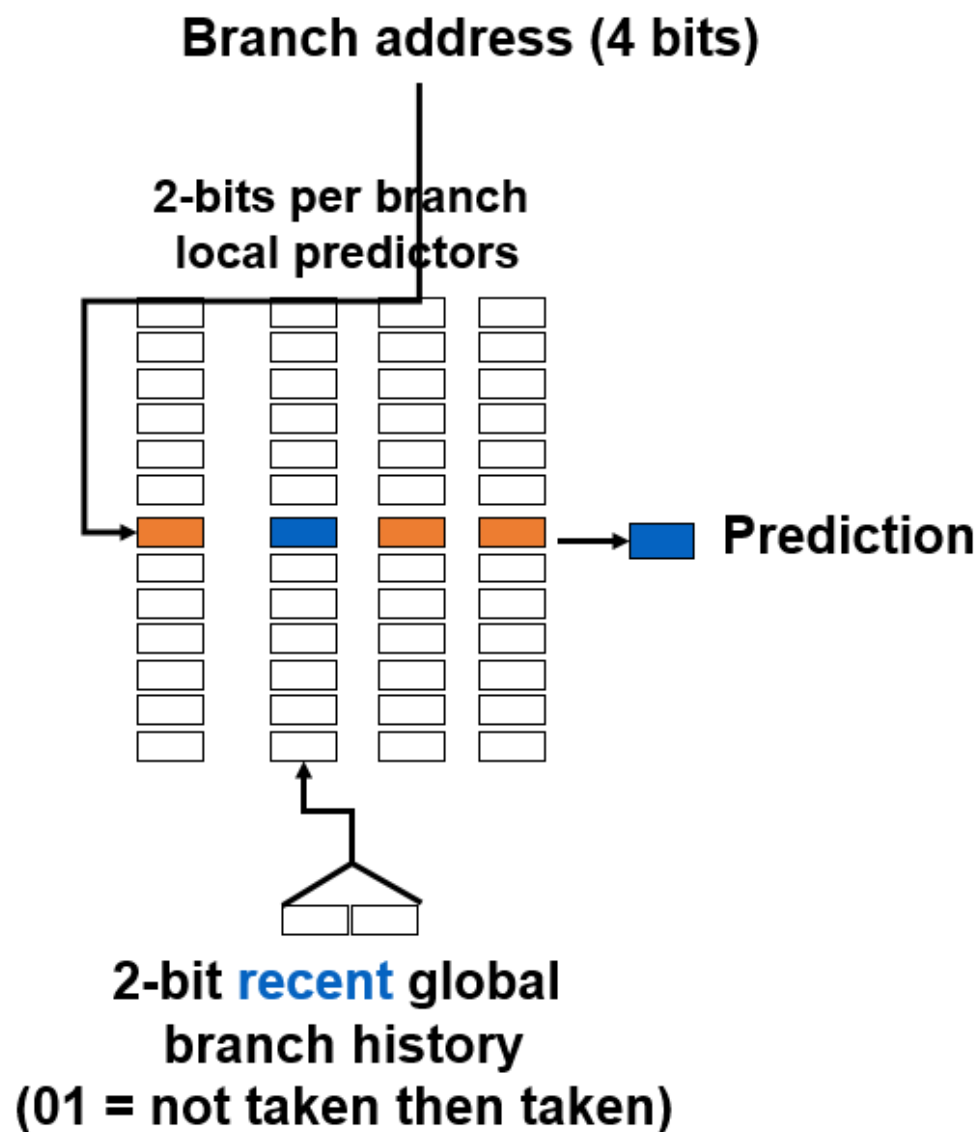 Branch address (4 bits)
2-bits per branch
local predictors
Prediction
2-bit recent global
branch history
(01 = not taken then taken)